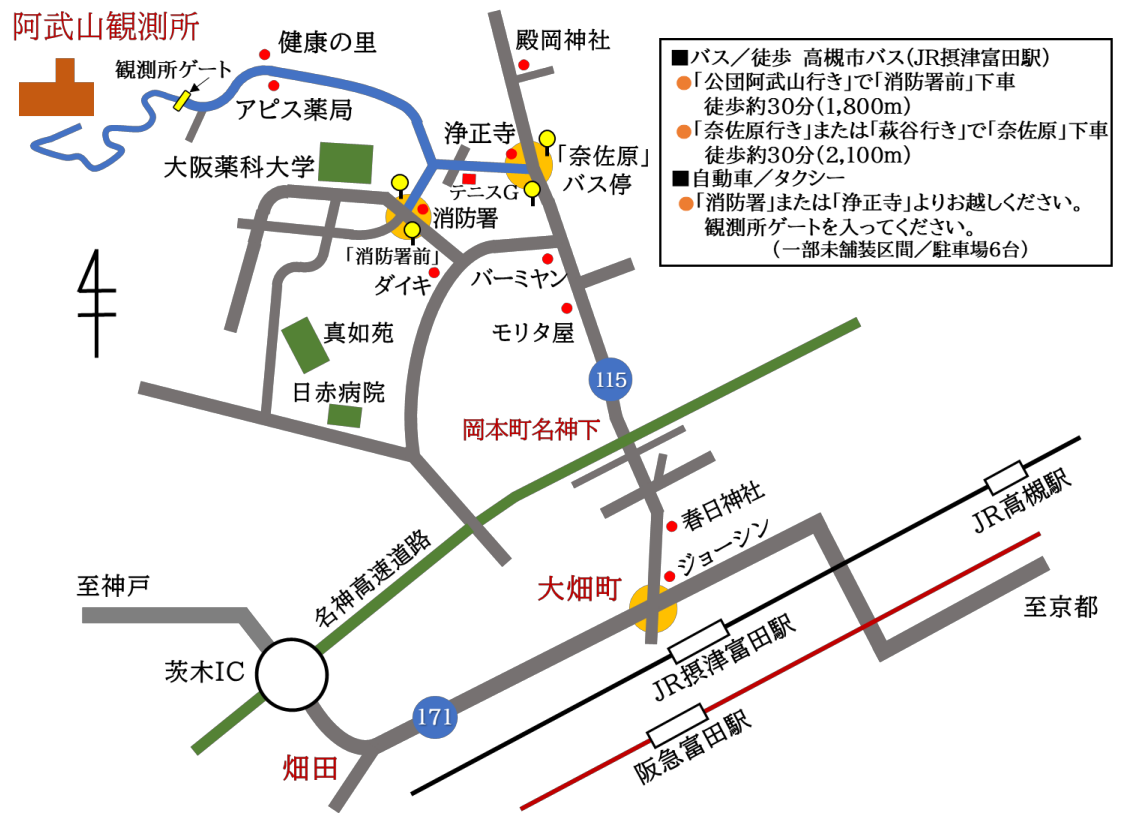 阿武山観測所
健康の里
観測所ゲート
アピス薬局
殿岡神社
■バス／徒歩 高槻市バス(JR摂津富田駅)
●「公団阿武山行き」で「消防署前」下車
徒歩約30分(1,800m)
●「奈佐原行き」または「萩谷行き」で「奈佐原」下車
徒歩約30分(2,100m)
■自動車／タクシー
●「消防署」または「浄正寺」よりお越しください。
観測所ゲートを入ってください。
(一部未舗装区間／駐車場6台)
浄正寺
「奈佐原」
バス停
大阪薬科大学
テニスG
消防署
「消防署前」
ダイキ
バーミヤン
モリタ屋
真如苑
日赤病院
115
岡本町名神下
春日神社
ジョーシン
JR高槻駅
名神高速道路
大畑町
至神戸
至京都
茨木IC
JR摂津富田駅
171
阪急富田駅
畑田